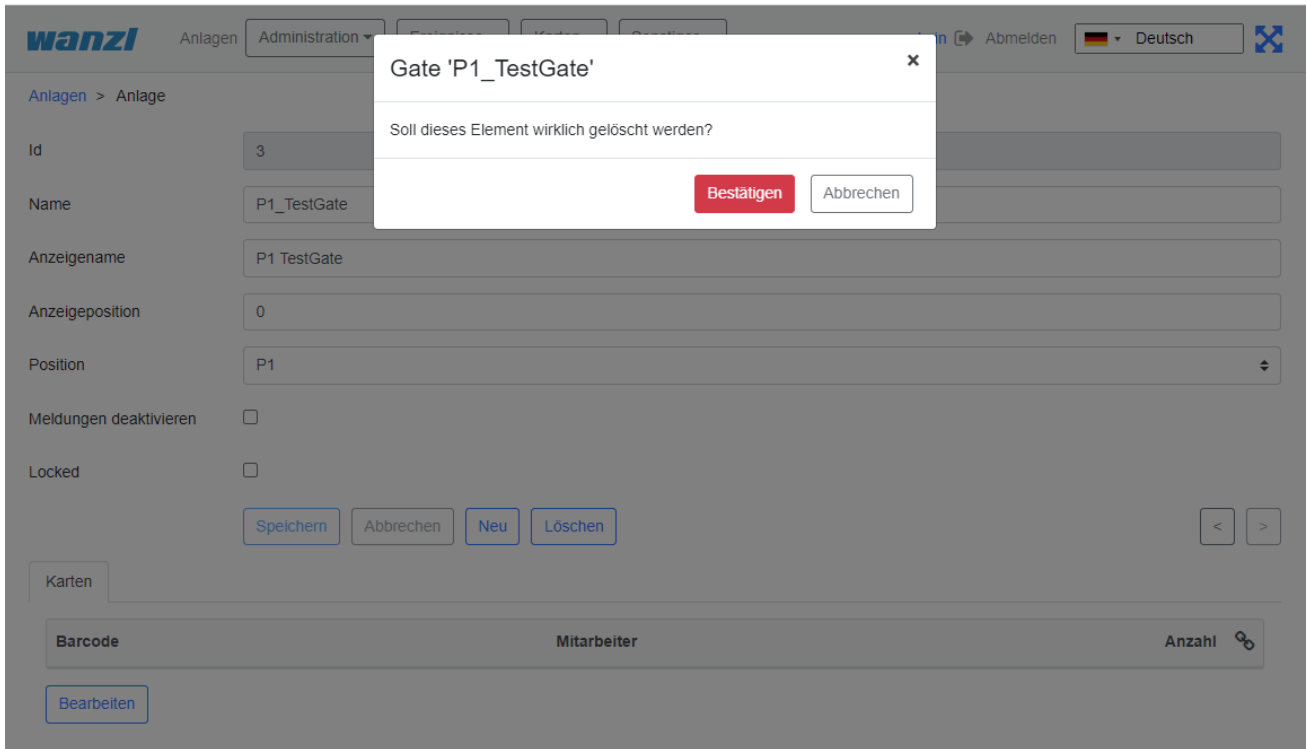 wanzl Anlagen Administration
Abmelden Deutsch
Gate 'P1_TestGate' ×
Anlagen > Anlage
Soll dieses Element wirklich gelöscht werden?
Id 3
Bestätigen Abbrechen
Name P1_TestGate
Anzeigename P1 TestGate
Anzeigeposition 0
Position P1
Meldungen deaktivieren
Locked
Speichern Abbrechen Neu Löschen < >
Karten
Barcode Mitarbeiter Anzahl
Bearbeiten